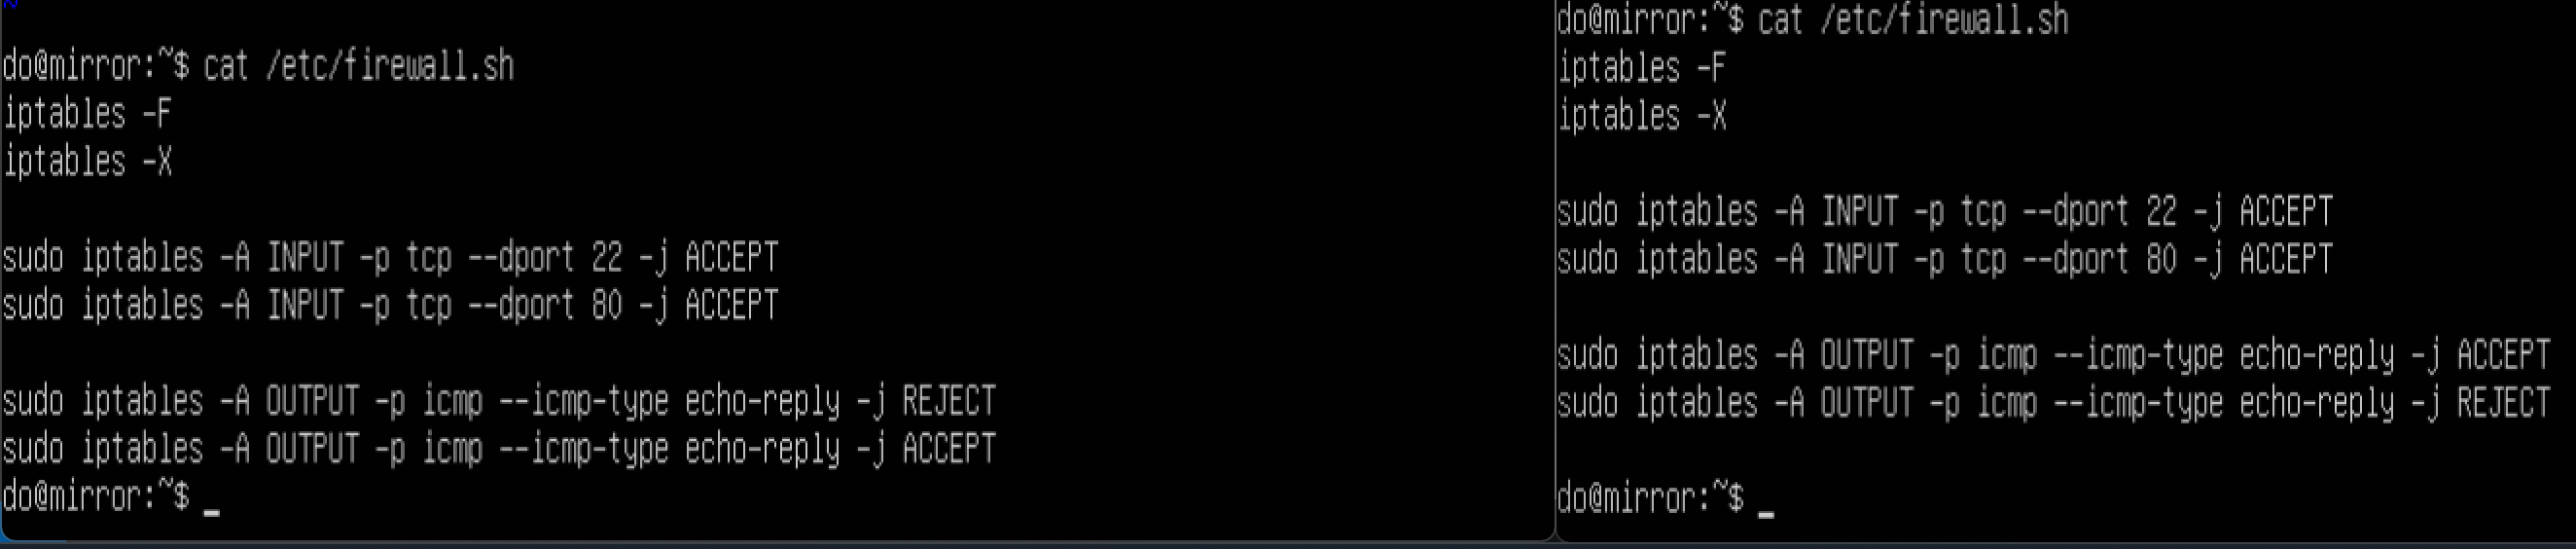 do@mirror:~$ cat /etc/firewall.sh
iptables -F
iptables -X
sudo iptables -A INPUT -p tcp --dport 22 -j ACCEPT
sudo iptables -A INPUT -p tcp --dport 80 -j ACCEPT
sudo iptables -A OUTPUT -p icmp --icmp-type echo-reply -j REJECT
sudo iptables -A OUTPUT -p icmp --icmp-type echo-reply -j ACCEPT
do@mirror:~$ _
do@mirror:~$ cat /etc/firewall.sh
iptables -F
iptables -X
sudo iptables -A INPUT -p tcp --dport 22 -j ACCEPT
sudo iptables -A INPUT -p tcp --dport 80 -j ACCEPT
sudo iptables -A OUTPUT -p icmp --icmp-type echo-reply -j ACCEPT
sudo iptables -A OUTPUT -p icmp --icmp-type echo-reply -j REJECT
do@mirror:~$ _